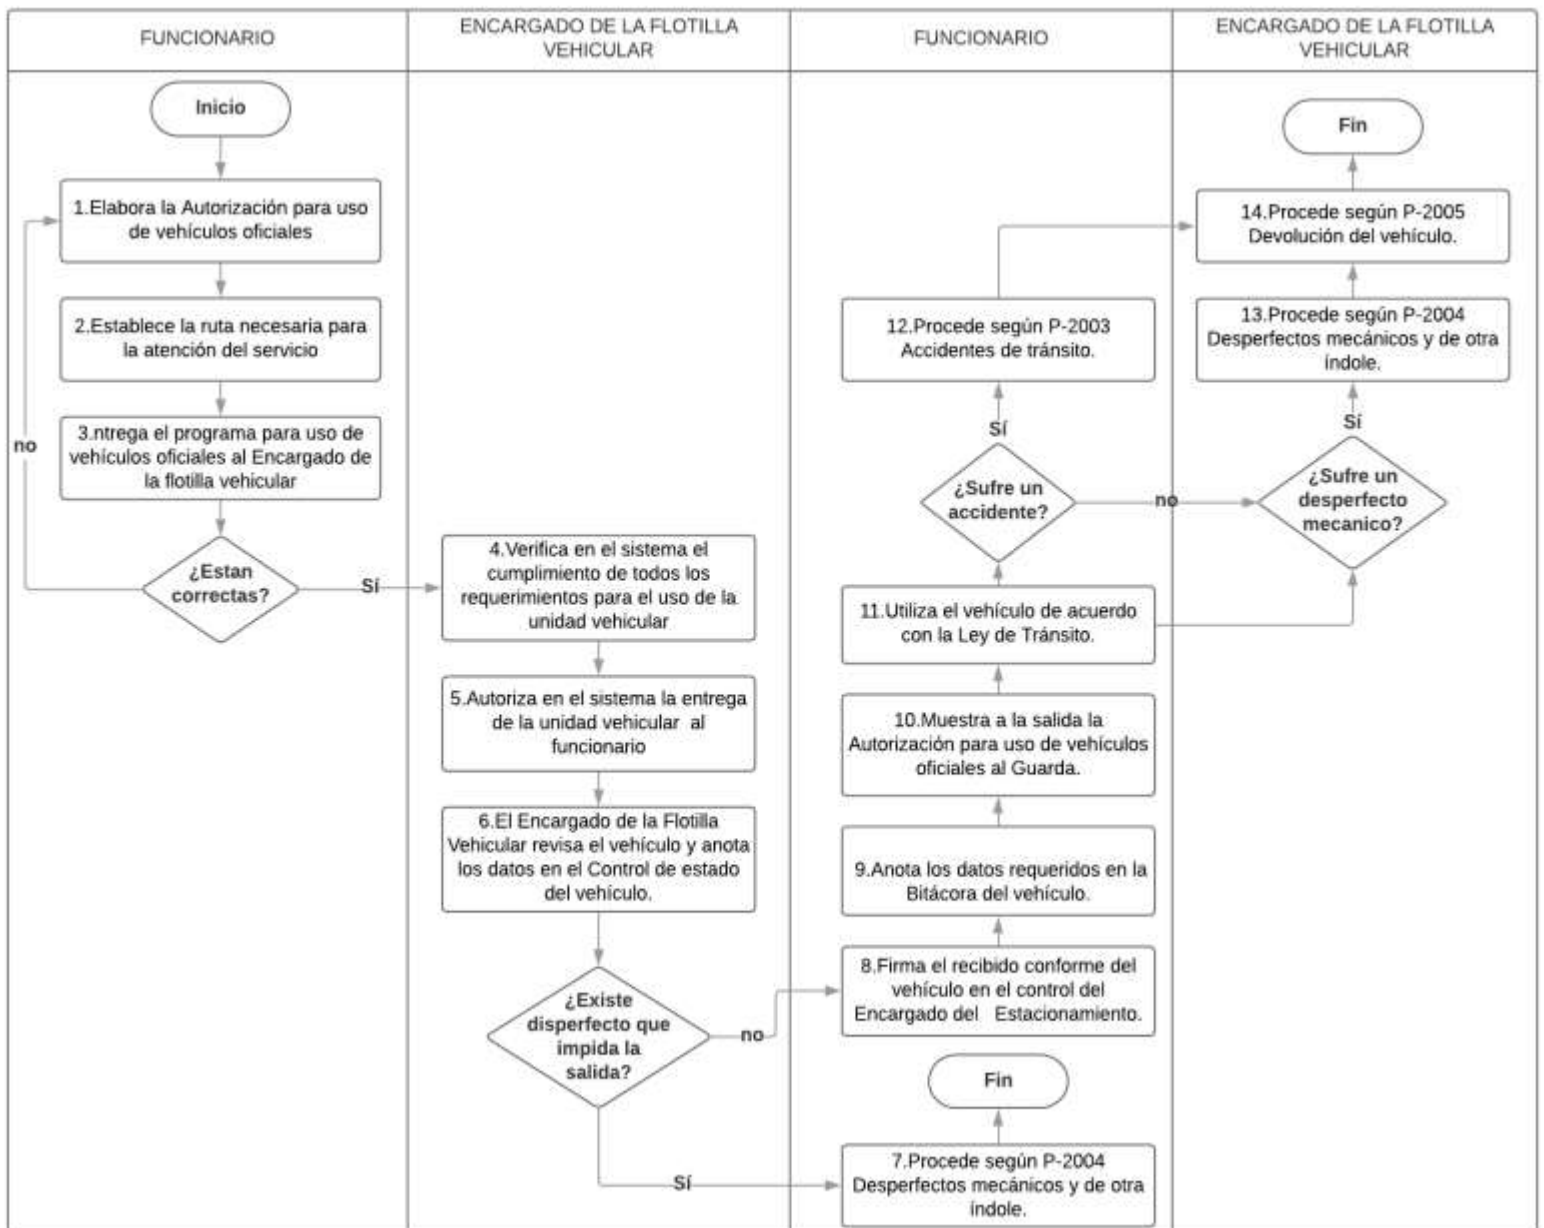 FUNCIONARIO
ENCARGADO DE LA FLOTILLA
VEHICULAR
FUNCIONARIO
ENCARGADO DE LA FLOTILLA
VEHICULAR
Inicio
1.Elabora la Autorización para uso
de vehículos oficiales
2.Establece la ruta necesaria para
la atención del servicio
3.ntrega el programa para uso de
vehículos oficiales al Encargado de
la flotilla vehicular
no
¿Estan
correctas?
Sí
4.Verifica en el sistema el
cumplimiento de todos los
requerimientos para el uso de la
unidad vehicular
5.Autoriza en el sistema la entrega
de la unidad vehicular al
funcionario
6.El Encargado de la Flotilla
Vehicular revisa el vehículo y anota
los datos en el Control de estado
del vehículo.
¿Existe
disperfecto que
impida la
salida?
no
Sí
7.Procede según P-2004
Desperfectos mecánicos y de otra
índole.
Fin
8.Firma el recibido conforme del
vehículo en el control del
Encargado del Estacionamiento.
9.Anota los datos requeridos en la
Bitácora del vehículo.
10.Muestra a la salida la
Autorización para uso de vehículos
oficiales al Guarda.
11.Utiliza el vehículo de acuerdo
con la Ley de Tránsito.
¿Sufre un
accidente?
no
Sí
12.Procede según P-2003
Accidentes de tránsito.
¿Sufre un
desperfecto
mecanico?
Sí
13.Procede según P-2004
Desperfectos mecánicos y de otra
índole.
14.Procede según P-2005
Devolución del vehículo.
Fin